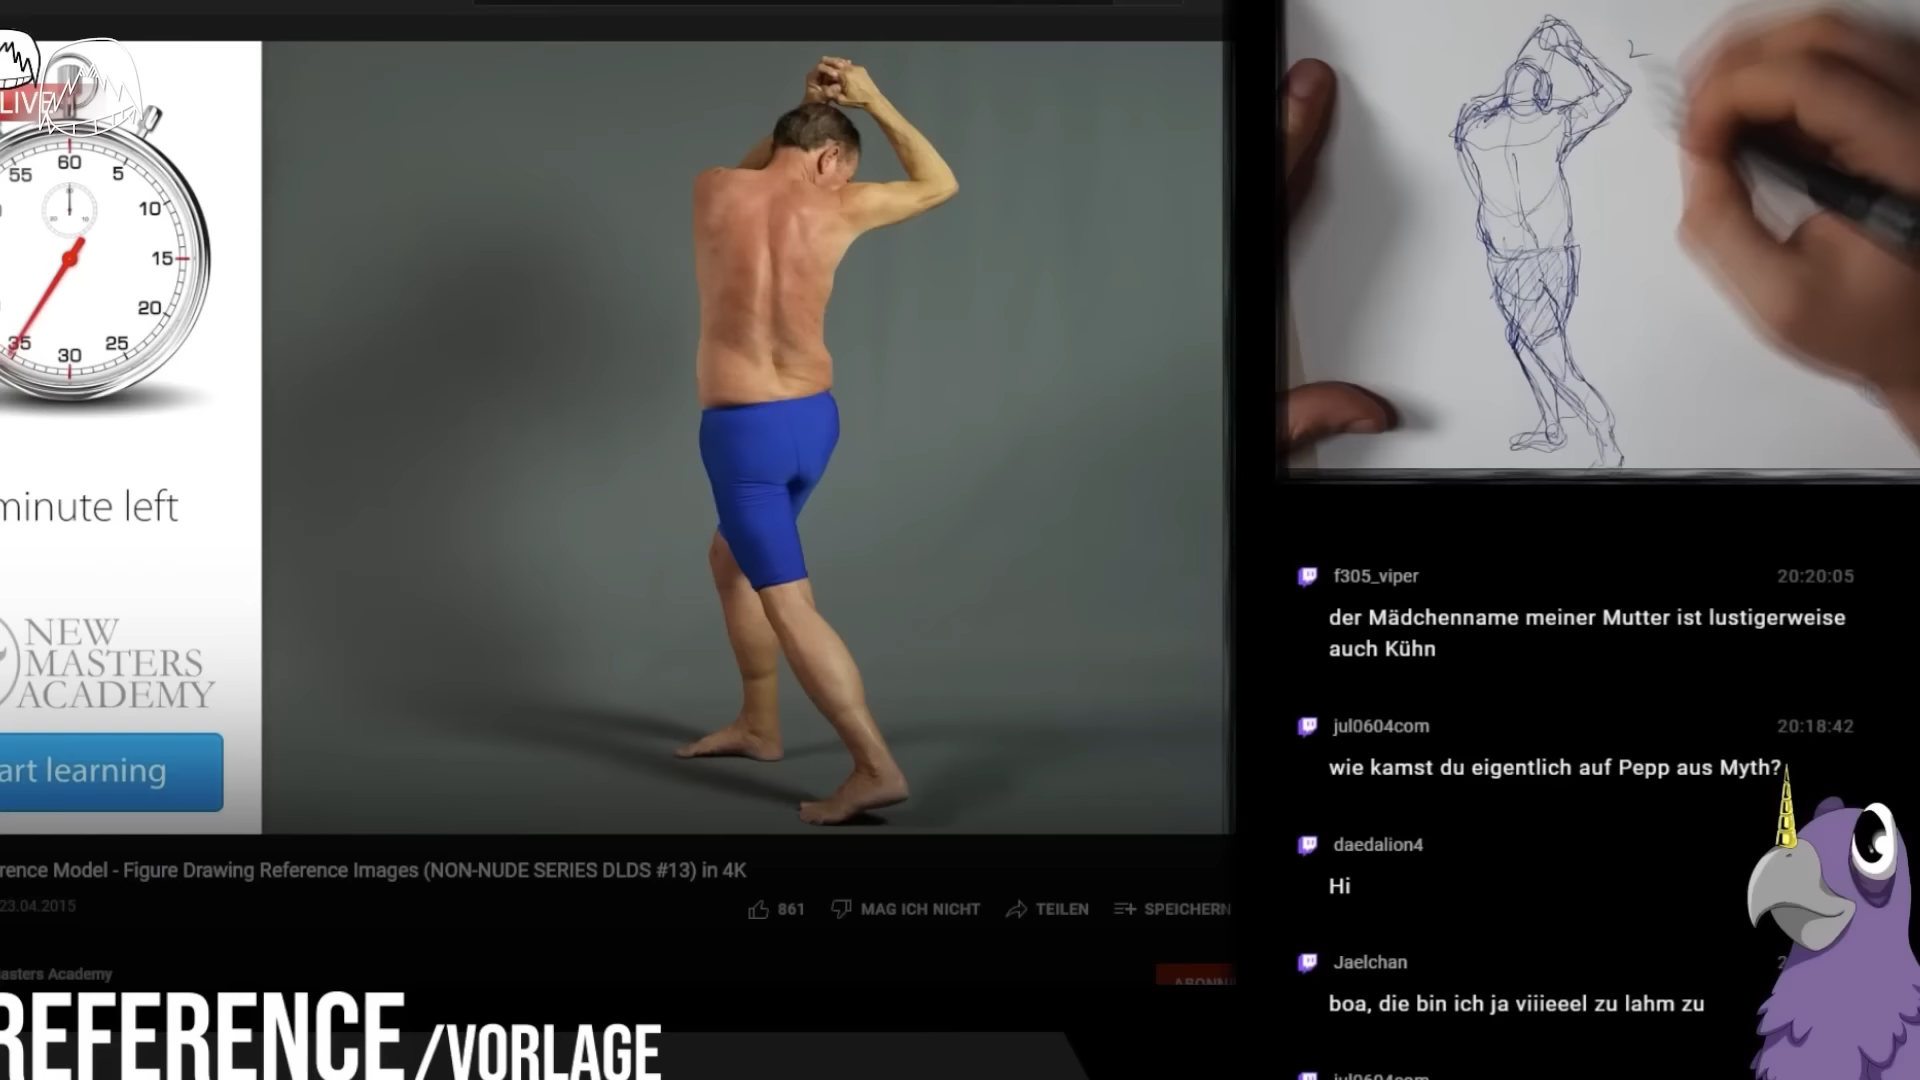 LIVE
60
55
5
10
15
20
25
30
35
minute left
NEW
MASTERS
ACADEMY
art learning
rence Model - Figure Drawing Reference Images (NON-NUDE SERIES DLDS #13) in 4K
23.04.2015
861
MAG ICH NICHT
TEILEN
SPEICHERN
asters Academy
REFERENCE/VORLAGE
f305_viper
20:20:05
der Mädchenname meiner Mutter ist lustigerweise
auch Kühn
jul0604com
20:18:42
wie kamst du eigentlich auf Pepp aus Myth?
daedalion4
Hi
Jaelchan
boa, die bin ich ja viiieeel zu lahm zu
jul0604com